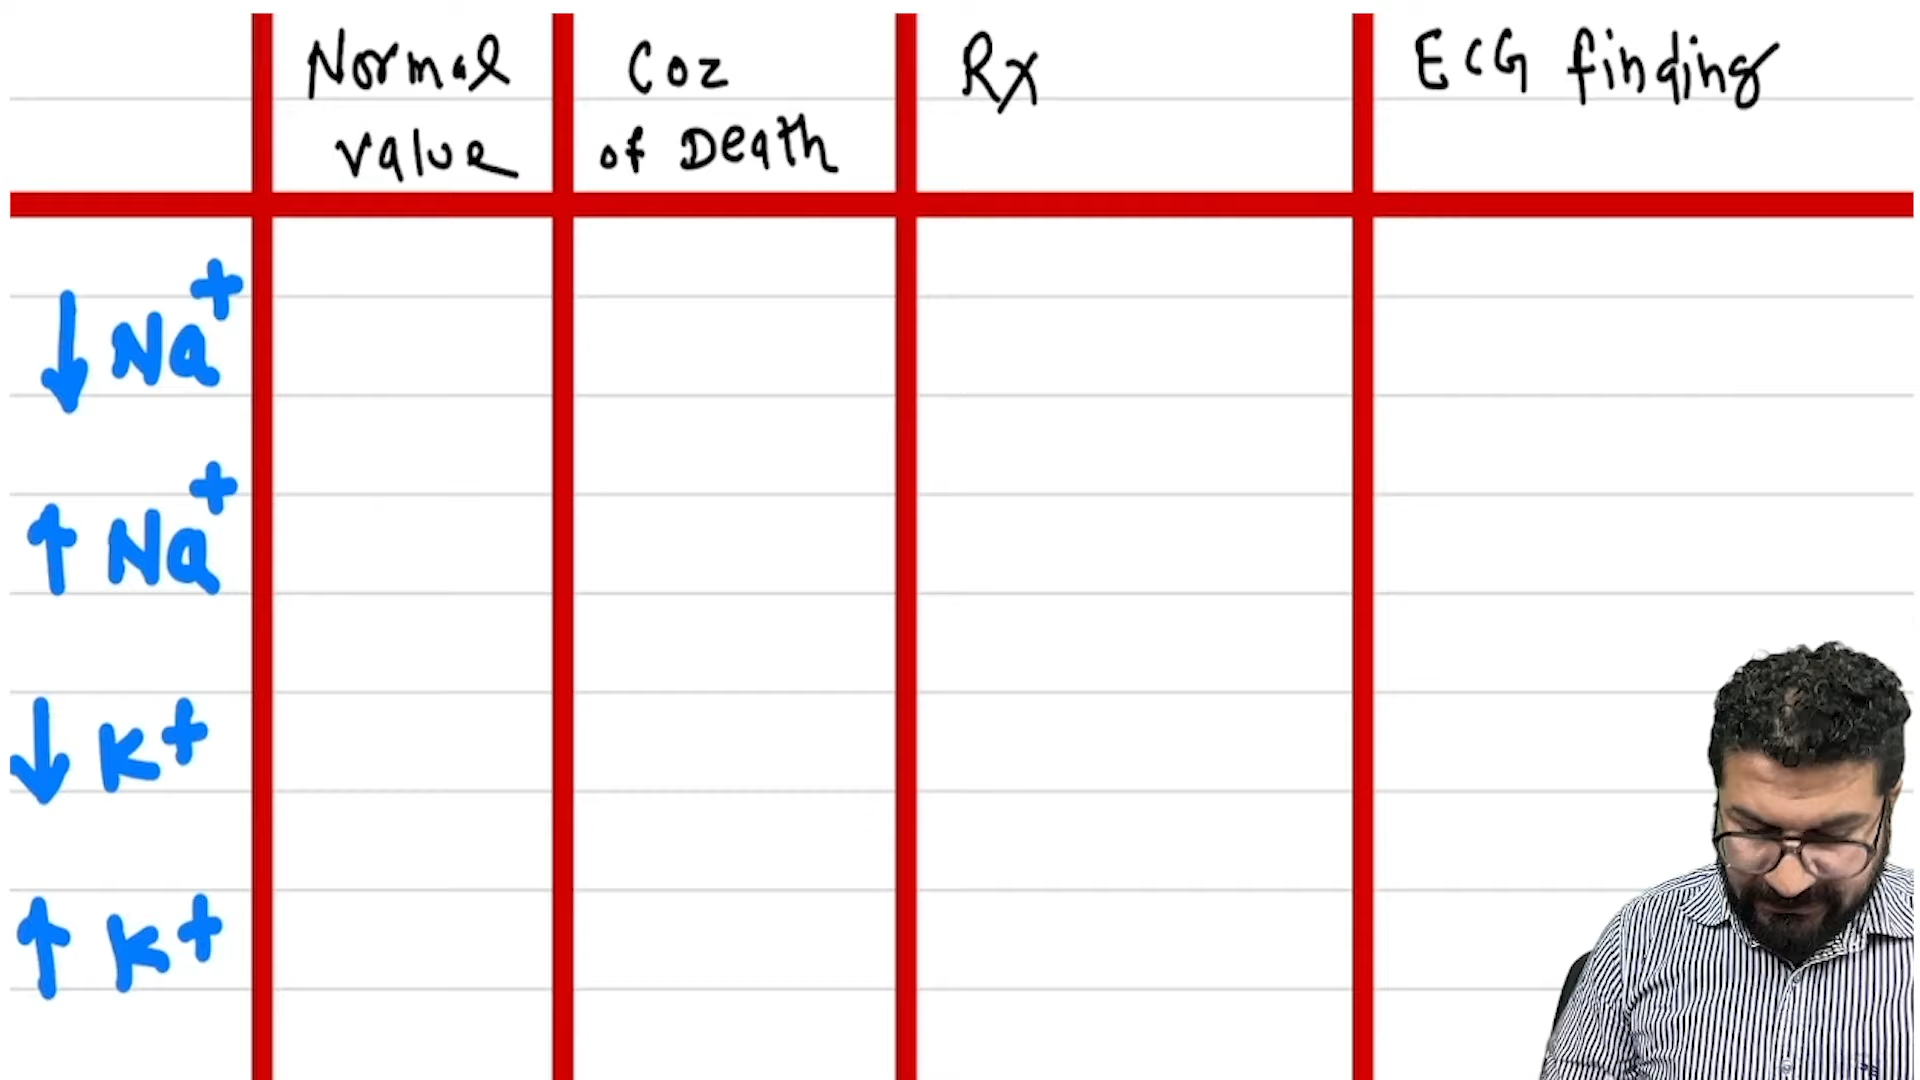 Normal value
Coz of Death
Rx
ECG finding
↓ Na+
↑ Na+
↓ K+
↑ K+